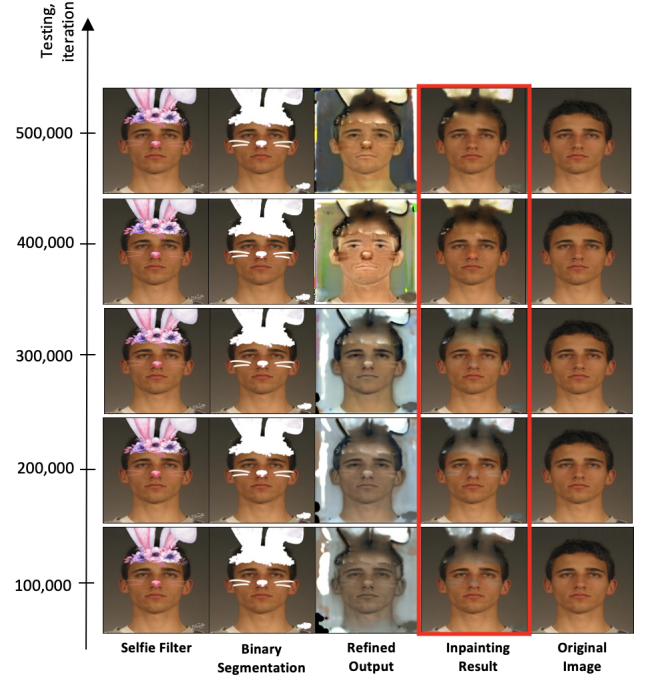 Testing,
iteration
500,000
400,000
300,000
200,000
100,000
Selfie Filter
Binary
Segmentation
Refined
Output
Inpainting
Result
Original
Image